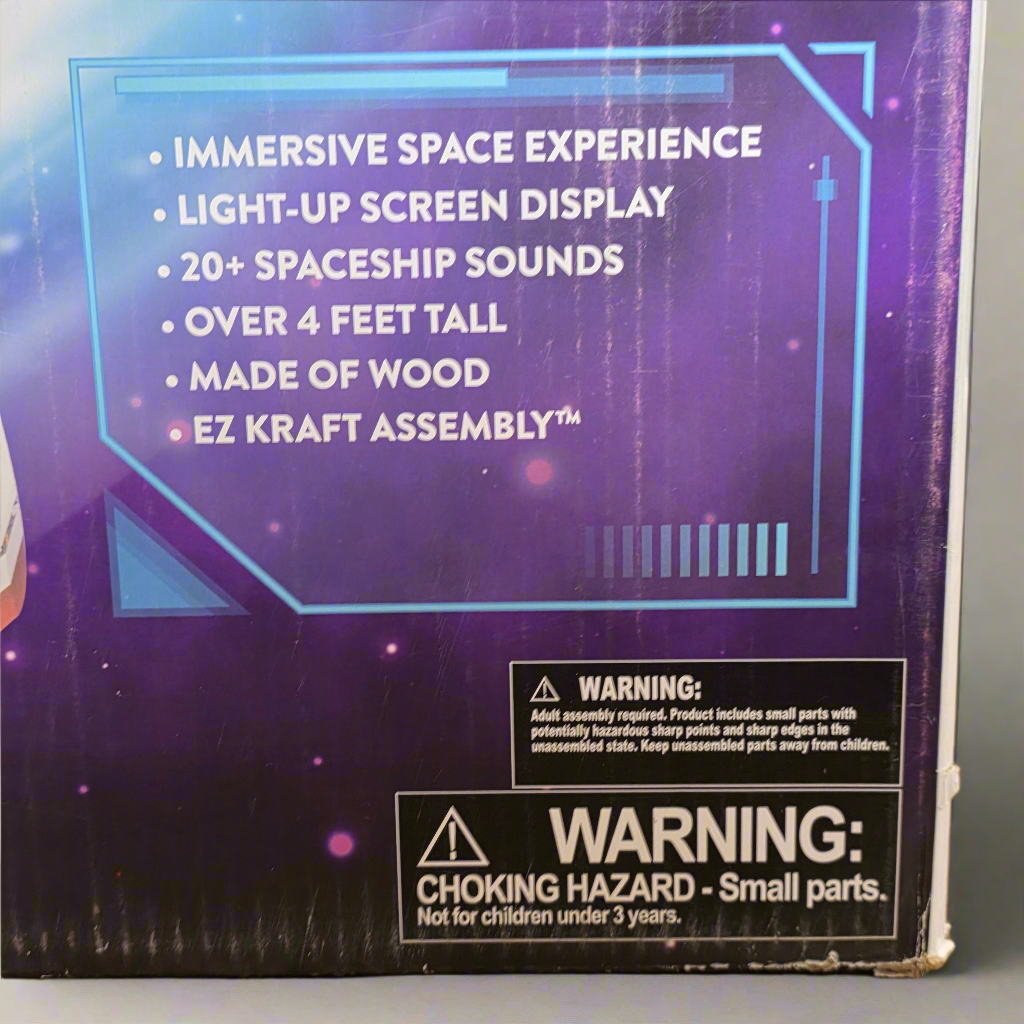 • IMMERSIVE SPACE EXPERIENCE
• LIGHT-UP SCREEN DISPLAY
• 20+ SPACESHIP SOUNDS
• OVER 4 FEET TALL
• MADE OF WOOD
• EZ KRAFT ASSEMBLY™
⚠ WARNING:
Adult assembly required. Product includes small parts with
potentially hazardous sharp points and sharp edges in the
unassembled state. Keep unassembled parts away from children.
⚠ WARNING:
CHOKING HAZARD - Small parts.
Not for children under 3 years.